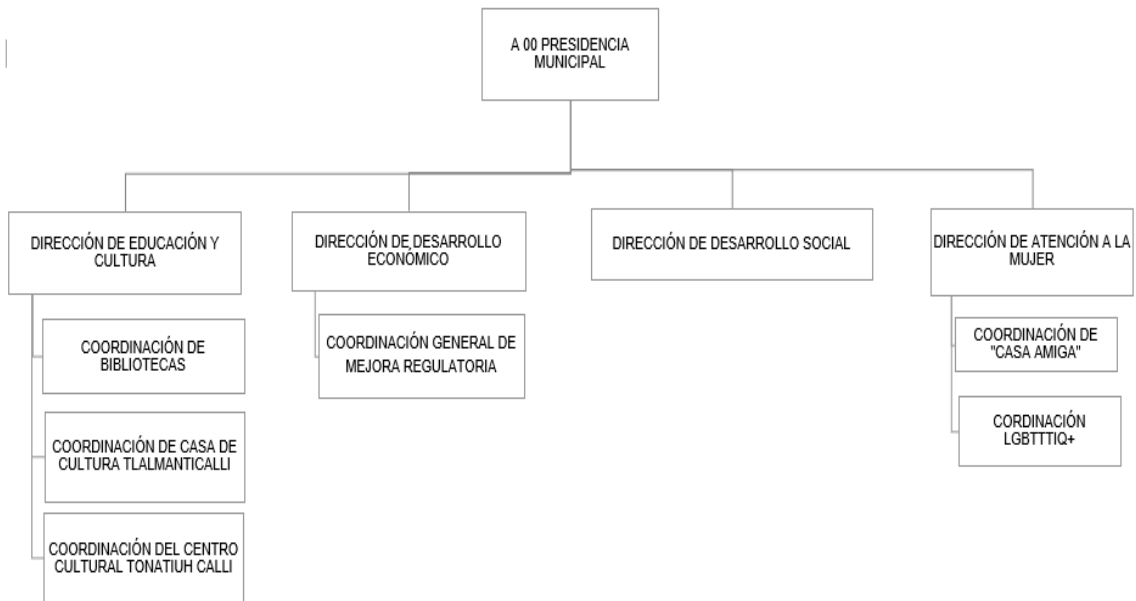 A 00 PRESIDENCIA
MUNICIPAL
DIRECCIÓN DE EDUCACIÓN Y
CULTURA
COORDINACIÓN DE
BIBLIOTECAS
COORDINACIÓN DE CASA DE
CULTURA TLALMANTICALLI
COORDINACIÓN DEL CENTRO
CULTURAL TONATIUH CALLI
DIRECCIÓN DE DESARROLLO
ECONÓMICO
COORDINACIÓN GENERAL DE
MEJORA REGULATORIA
DIRECCIÓN DE DESARROLLO SOCIAL
DIRECCIÓN DE ATENCIÓN A LA
MUJER
COORDINACIÓN DE
"CASA AMIGA"
CORDINACIÓN
LGBTTTIQ+